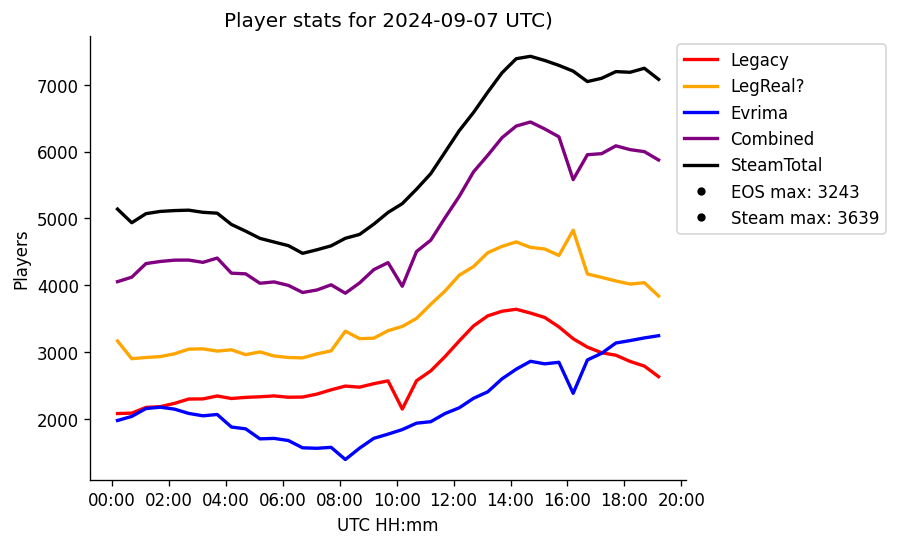 Player stats for 2024-09-07 UTC)
Players
7000
6000
5000
4000
3000
2000
00:00 02:00 04:00 06:00 08:00 10:00 12:00 14:00 16:00 18:00 20:00
UTC HH:mm
Legacy
LegReal?
Evrima
Combined
SteamTotal
EOS max: 3243
Steam max: 3639